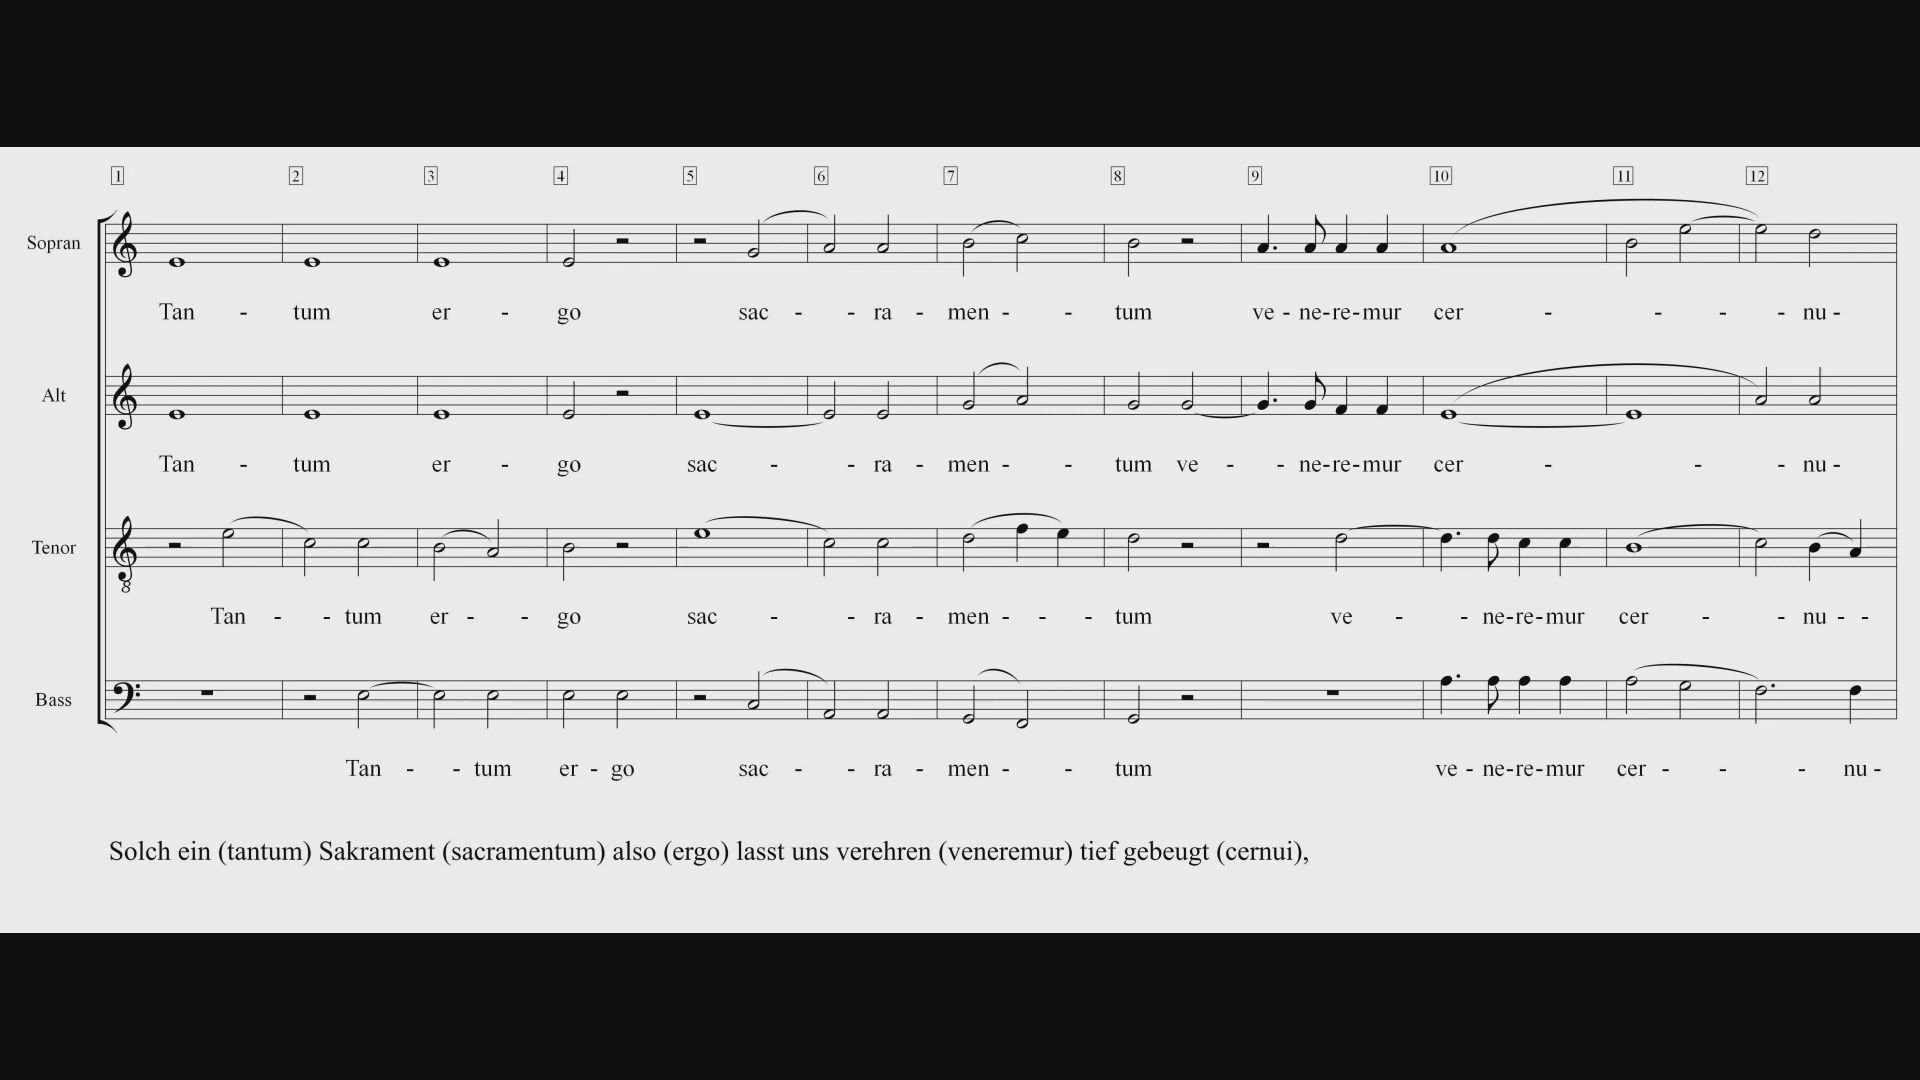 1 2 3 4 5 6 7 8 9 10 11 12
Sopran
Tan - tum er - go sac - - ra - men - - tum ve - ne-re-mur cer - - - - nu -
Alt
Tan - tum er - go sac - - ra - men - - tum ve - - ne-re-mur cer - - - nu -
Tenor
8
Tan - - tum er - - go sac - - ra - men - - - tum ve - - ne-re-mur cer - - nu - -
Bass
Tan - - tum er - go sac - - ra - men - - tum ve - ne-re-mur cer - - - nu -
Solch ein (tantum) Sakrament (sacramentum) also (ergo) lasst uns verehren (veneremur) tief gebeugt (cernui),